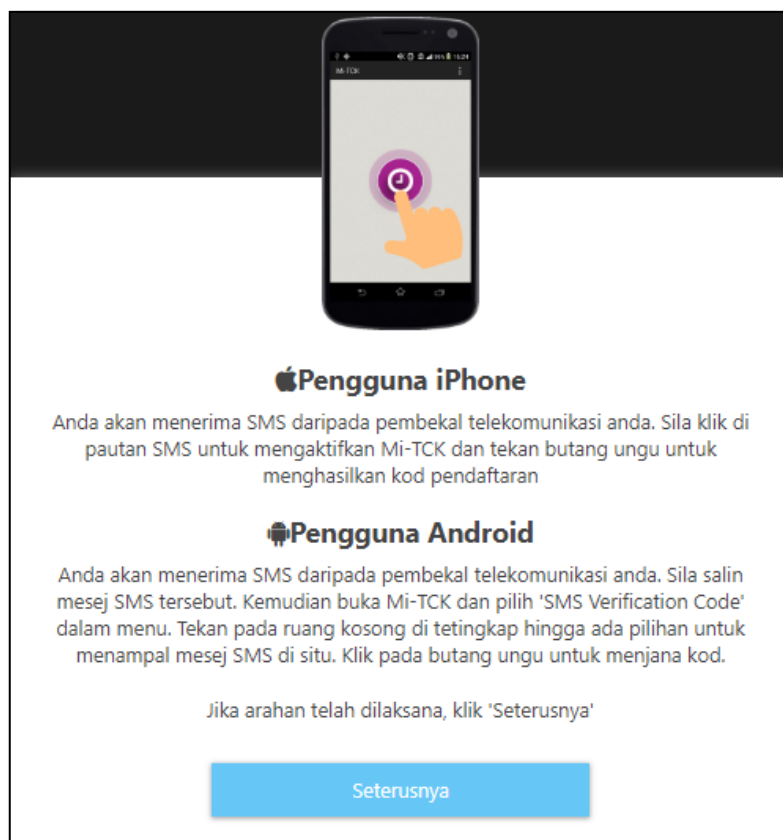 Mi-TCK
Pengguna iPhone
Anda akan menerima SMS daripada pembekal telekomunikasi anda. Sila klik di
pautan SMS untuk mengaktifkan Mi-TCK dan tekan butang ungu untuk
menghasilkan kod pendaftaran
Pengguna Android
Anda akan menerima SMS daripada pembekal telekomunikasi anda. Sila salin
mesej SMS tersebut. Kemudian buka Mi-TCK dan pilih 'SMS Verification Code'
dalam menu. Tekan pada ruang kosong di tetingkap hingga ada pilihan untuk
menampal mesej SMS di situ. Klik pada butang ungu untuk menjana kod.
Jika arahan telah dilaksana, klik 'Seterusnya'
Seterusnya